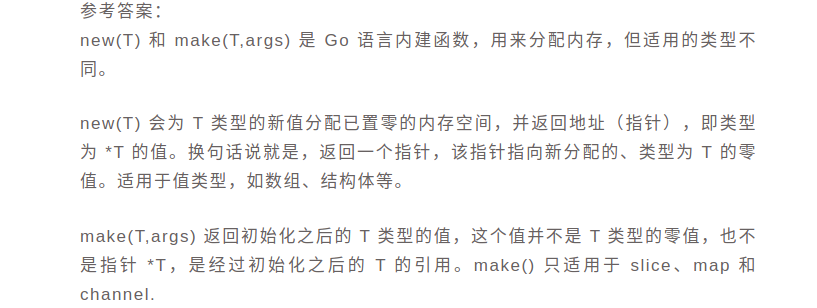 参考答案：
new(T) 和 make(T,args) 是 Go 语言内建函数，用来分配内存，但适用的类型不
同。
new(T) 会为 T 类型的新值分配已置零的内存空间，并返回地址（指针），即类型
为 *T 的值。换句话说就是，返回一个指针，该指针指向新分配的、类型为 T 的零
值。适用于值类型，如数组、结构体等。
make(T,args) 返回初始化之后的 T 类型的值，这个值并不是 T 类型的零值，也不
是指针 *T，是经过初始化之后的 T 的引用。make() 只适用于 slice、map 和
channel.